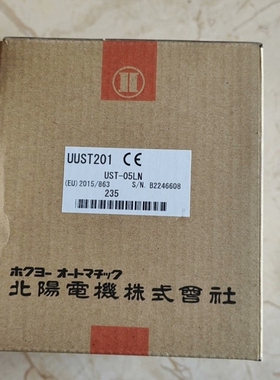 UUST201 CE
UST-05LN
(EU)2015/863 S/N. B2246608
235
ホクヨー オートマチック
北陽電機株式會社